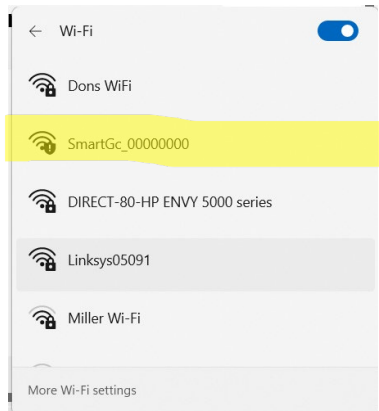 Wi-Fi
Dons WiFi
SmartGc_00000000
DIRECT-80-HP ENVY 5000 series
Linksys05091
Miller Wi-Fi
More Wi-Fi settings